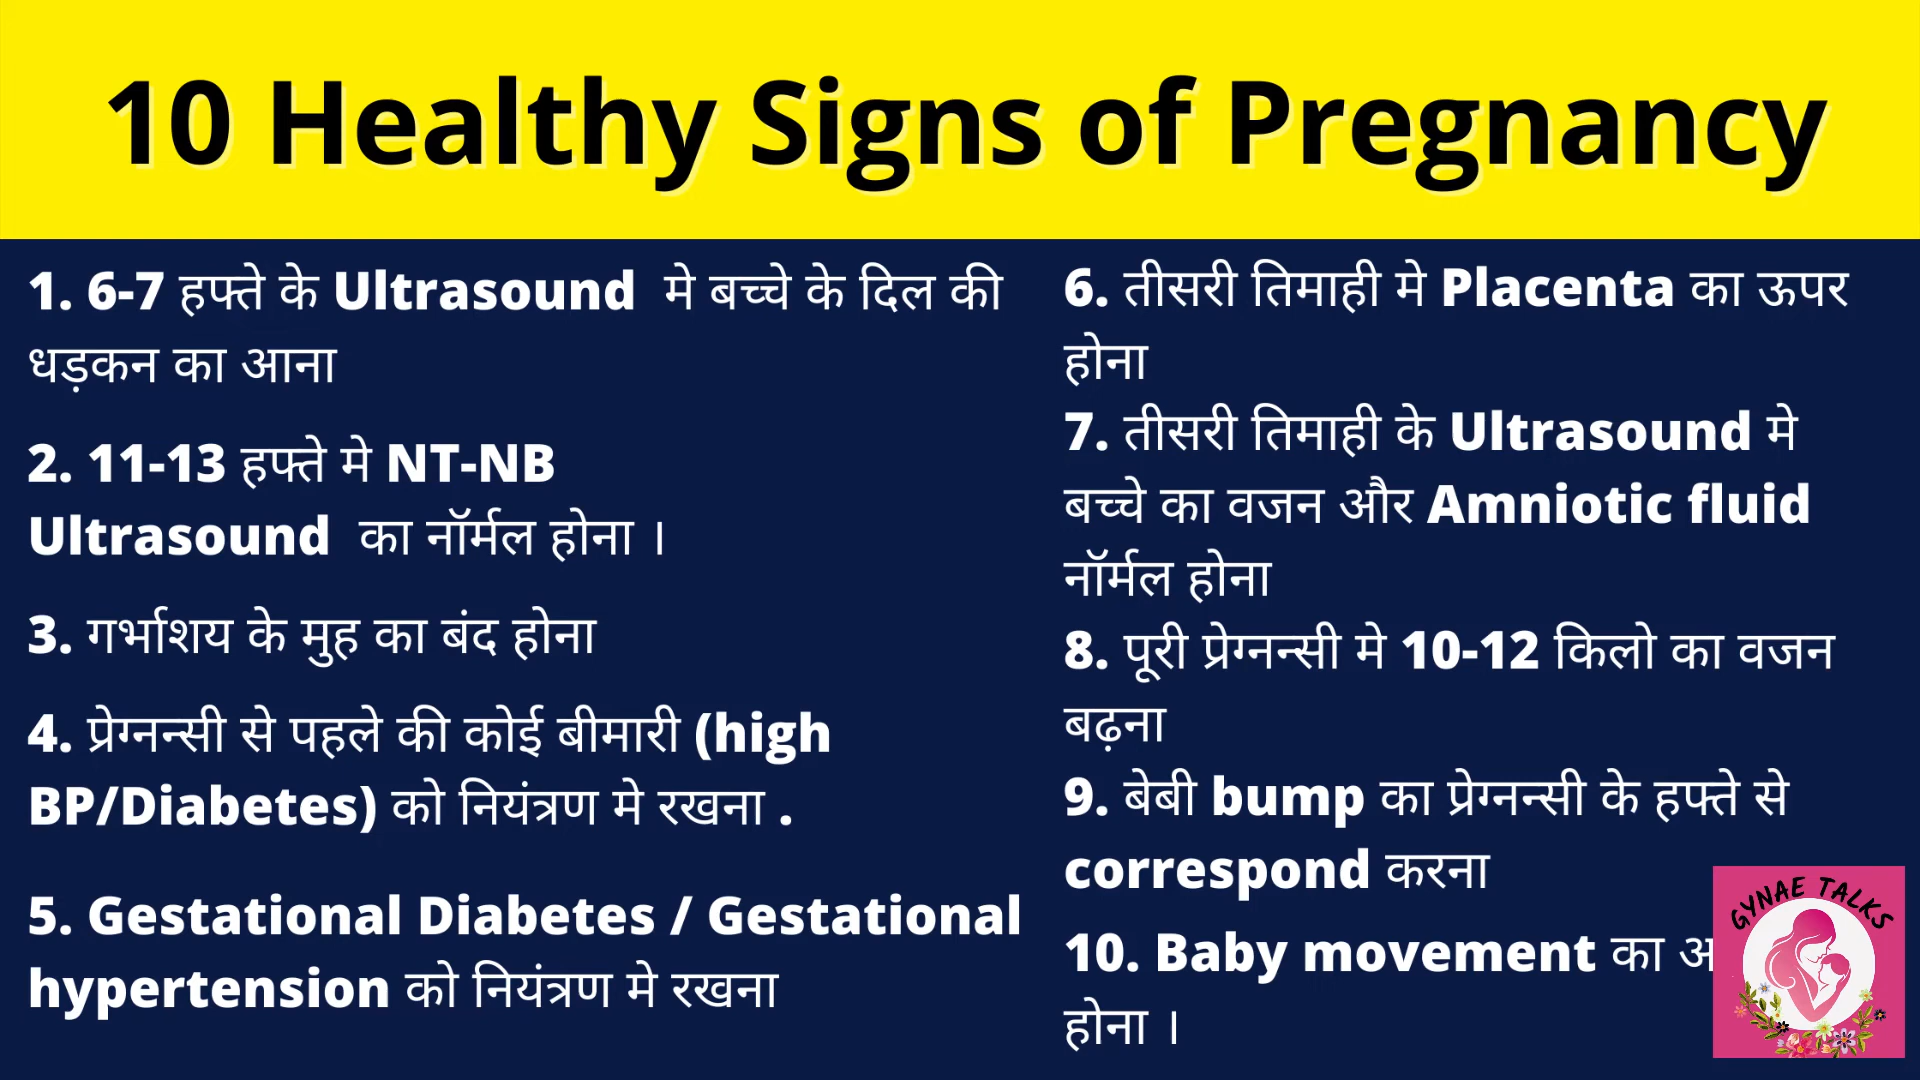 10 Healthy Signs of Pregnancy
1. 6-7 हफ्ते के Ultrasound मे बच्चे के दिल की
धड़कन का आना
2. 11-13 हफ्ते मे NT-NB
Ultrasound का नॉर्मल होना ।
3. गर्भाशय के मुह का बंद होना
4. प्रेग्नन्सी से पहले की कोई बीमारी (high
BP/Diabetes) को नियंत्रण मे रखना .
5. Gestational Diabetes / Gestational
hypertension को नियंत्रण मे रखना
6. तीसरी तिमाही मे Placenta का ऊपर
होना
7. तीसरी तिमाही के Ultrasound मे
बच्चे का वजन और Amniotic fluid
नॉर्मल होना
8. पूरी प्रेग्नन्सी मे 10-12 किलो का वजन
बढ़ना
9. बेबी bump का प्रेग्नन्सी के हफ्ते से
correspond करना
10. Baby movement का
होना ।
GYNAE TALKS